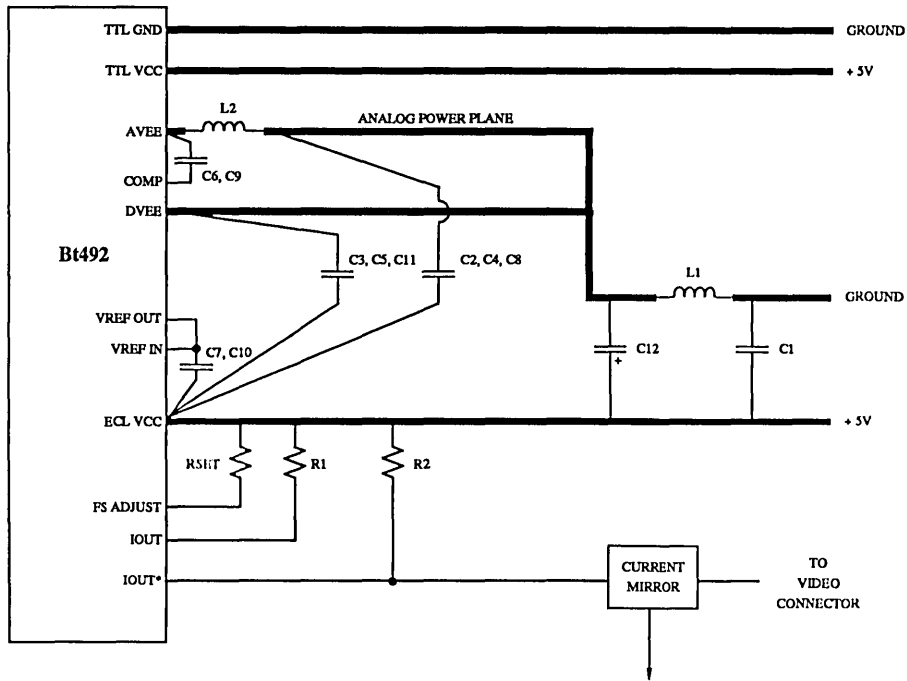 TTL GND
GROUND
TTL VCC
+ 5V
L2
AVEE
ANALOG POWER PLANE
C6, C9
COMP
DVEE
Bt492
C3, C5, C11
C2, C4, C8
L1
GROUND
VREF OUT
VREF IN
C7, C10
C12
+
C1
ECL VCC
+ 5V
RSET
R1
R2
FS ADJUST
IOUT
IOUT*
CURRENT
MIRROR
TO
VIDEO
CONNECTOR